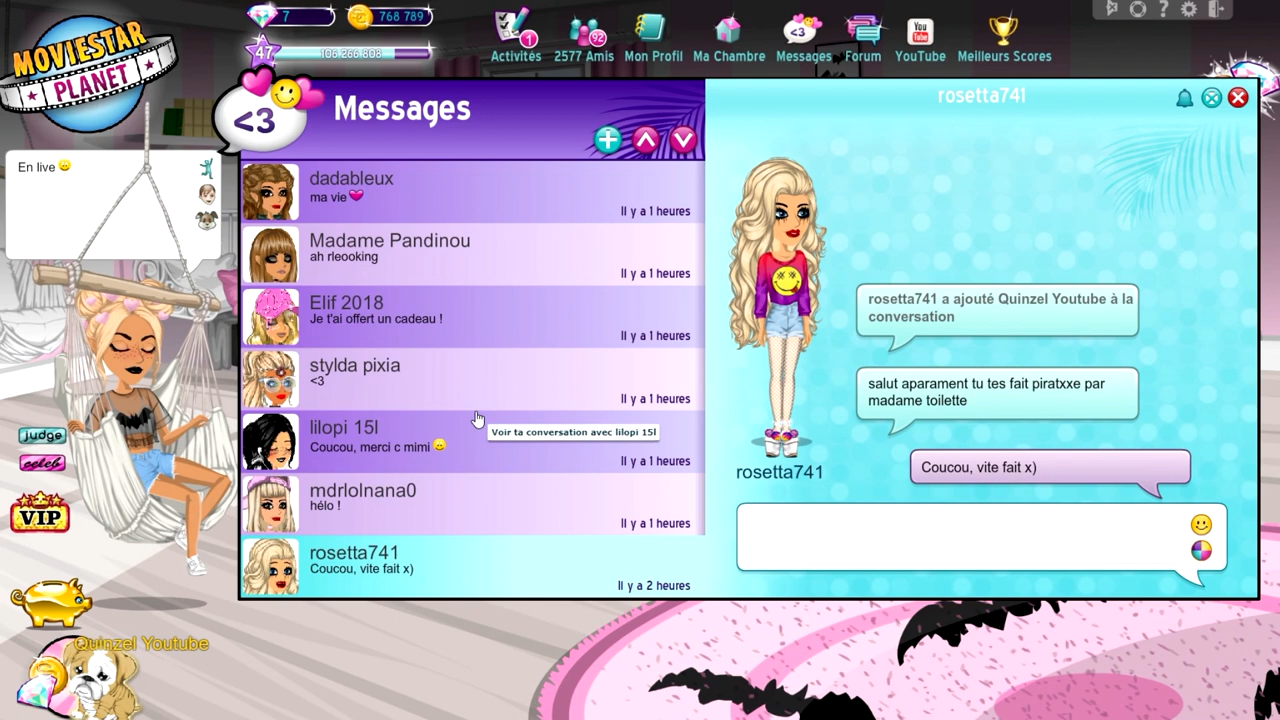 MOVIESTAR
PLANET
7
768 789
47
106 266 808
1
Activités
92
2577 Amis
Mon Profil
Ma Chambre
<3
Messages
Forum
You
Tube
YouTube
Meilleurs Scores
<3
Messages
En live
judge
celeb
VIP
Quinzel Youtube
dadableux
ma vie
Il y a 1 heures
Madame Pandinou
ah rleooking
Il y a 1 heures
Elif 2018
Je t'ai offert un cadeau !
Il y a 1 heures
stylda pixia
<3
Il y a 1 heures
lilopi 15l
Coucou, merci c mimi
Il y a 1 heures
Voir ta conversation avec lilopi 15l
mdrlolnana0
hélo !
Il y a 1 heures
rosetta741
Coucou, vite fait x)
Il y a 2 heures
rosetta741
rosetta741 a ajouté Quinzel Youtube à la
conversation
salut aparament tu tes fait piratxxe par
madame toilette
Coucou, vite fait x)
rosetta741